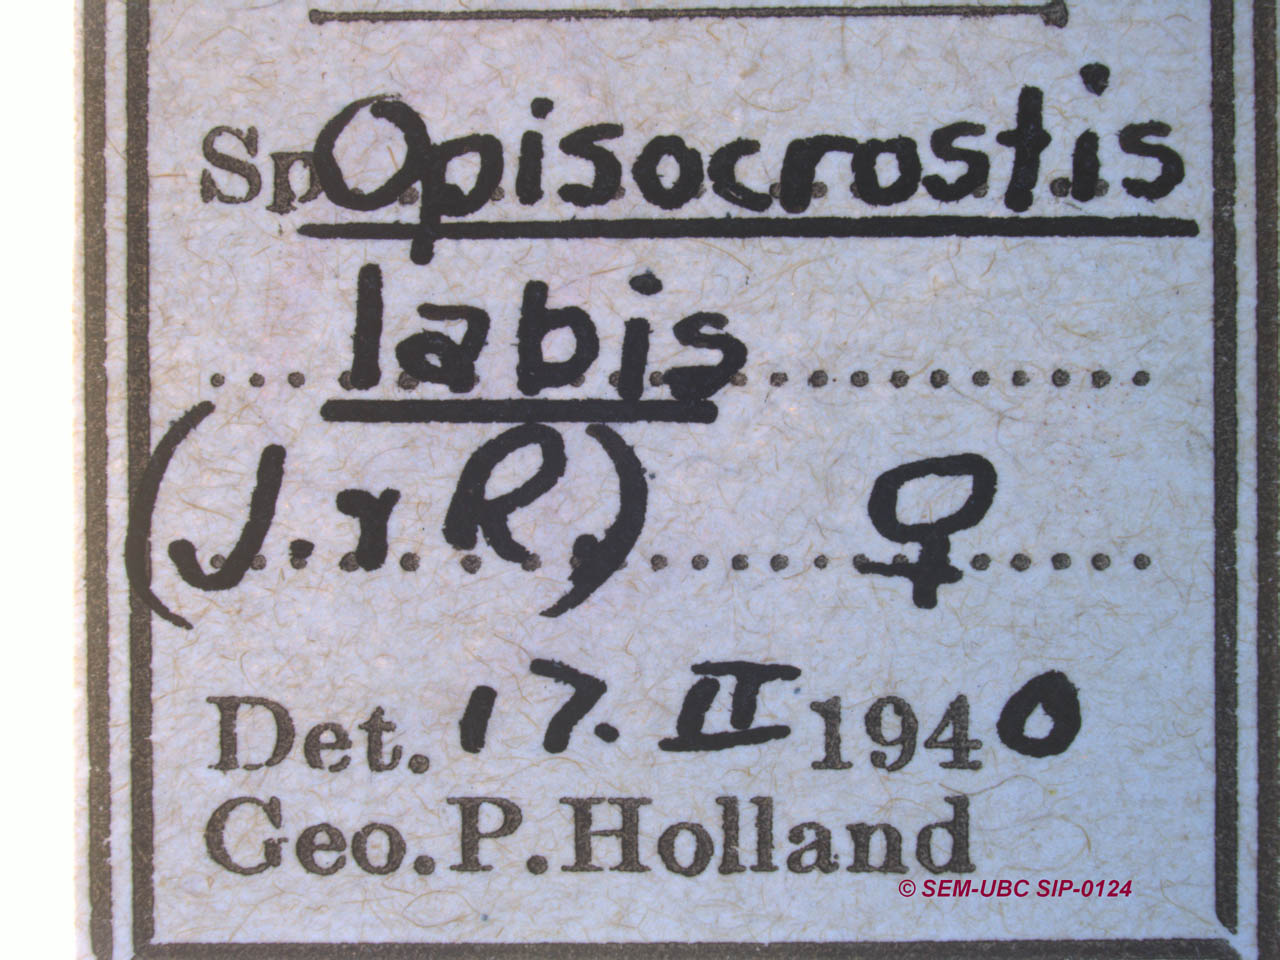 Sp. Opisocrostis
labis
(J. & R.) ♀
Det. 17. II 1940
Geo. P. Holland
© SEM-UBC SIP-0124